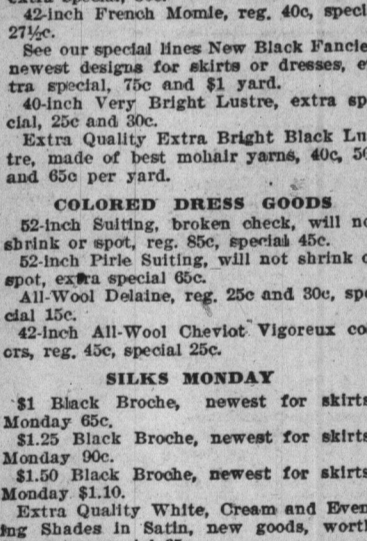 42-inch French Momie, reg. 40c, speci
27½c.
See our special lines New Black Fancie
newest designs for skirts or dresses, e
tra special, 75c and $1 yard.
40-inch Very Bright Lustre, extra sp
cial, 25c and 30c.
Extra Quality Extra Bright Black Lu
tre, made of best mohair yarns, 40c, 50
and 65c per yard.
COLORED DRESS GOODS
52-inch Suiting, broken check, will n
shrink or spot, reg. 85c, special 45c.
52-inch Pirle Suiting, will not shrink o
spot, extra special 65c.
All-Wool Delaine, reg. 25c and 30c, spe
cial 15c.
42-inch All-Wool Cheviot Vigoreux co
ors, reg. 45c, special 25c.
SILKS MONDAY
$1 Black Broche, newest for skirts
Monday 65c.
$1.25 Black Broche, newest for skirts
Monday 90c.
$1.50 Black Broche, newest for skirts
Monday $1.10.
Extra Quality White, Cream and Even
ing Shades in Satin, new goods, wort